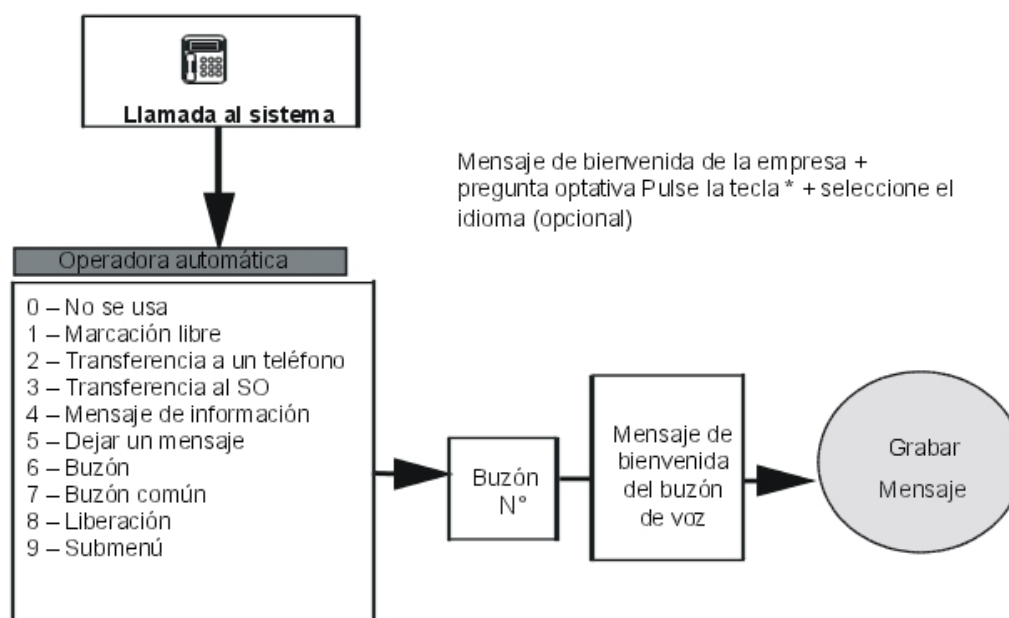 Llamada al sistema
Mensaje de bienvenida de la empresa +
pregunta optativa Pulse la tecla * + seleccione el
idioma (opcional)
Operadora automática
0 – No se usa
1 – Marcación libre
2 – Transferencia a un teléfono
3 – Transferencia al SO
4 – Mensaje de información
5 – Dejar un mensaje
6 – Buzón
7 – Buzón común
8 – Liberación
9 – Submenú
Buzón
N°
Mensaje de
bienvenida
del buzón
de voz
Grabar
Mensaje